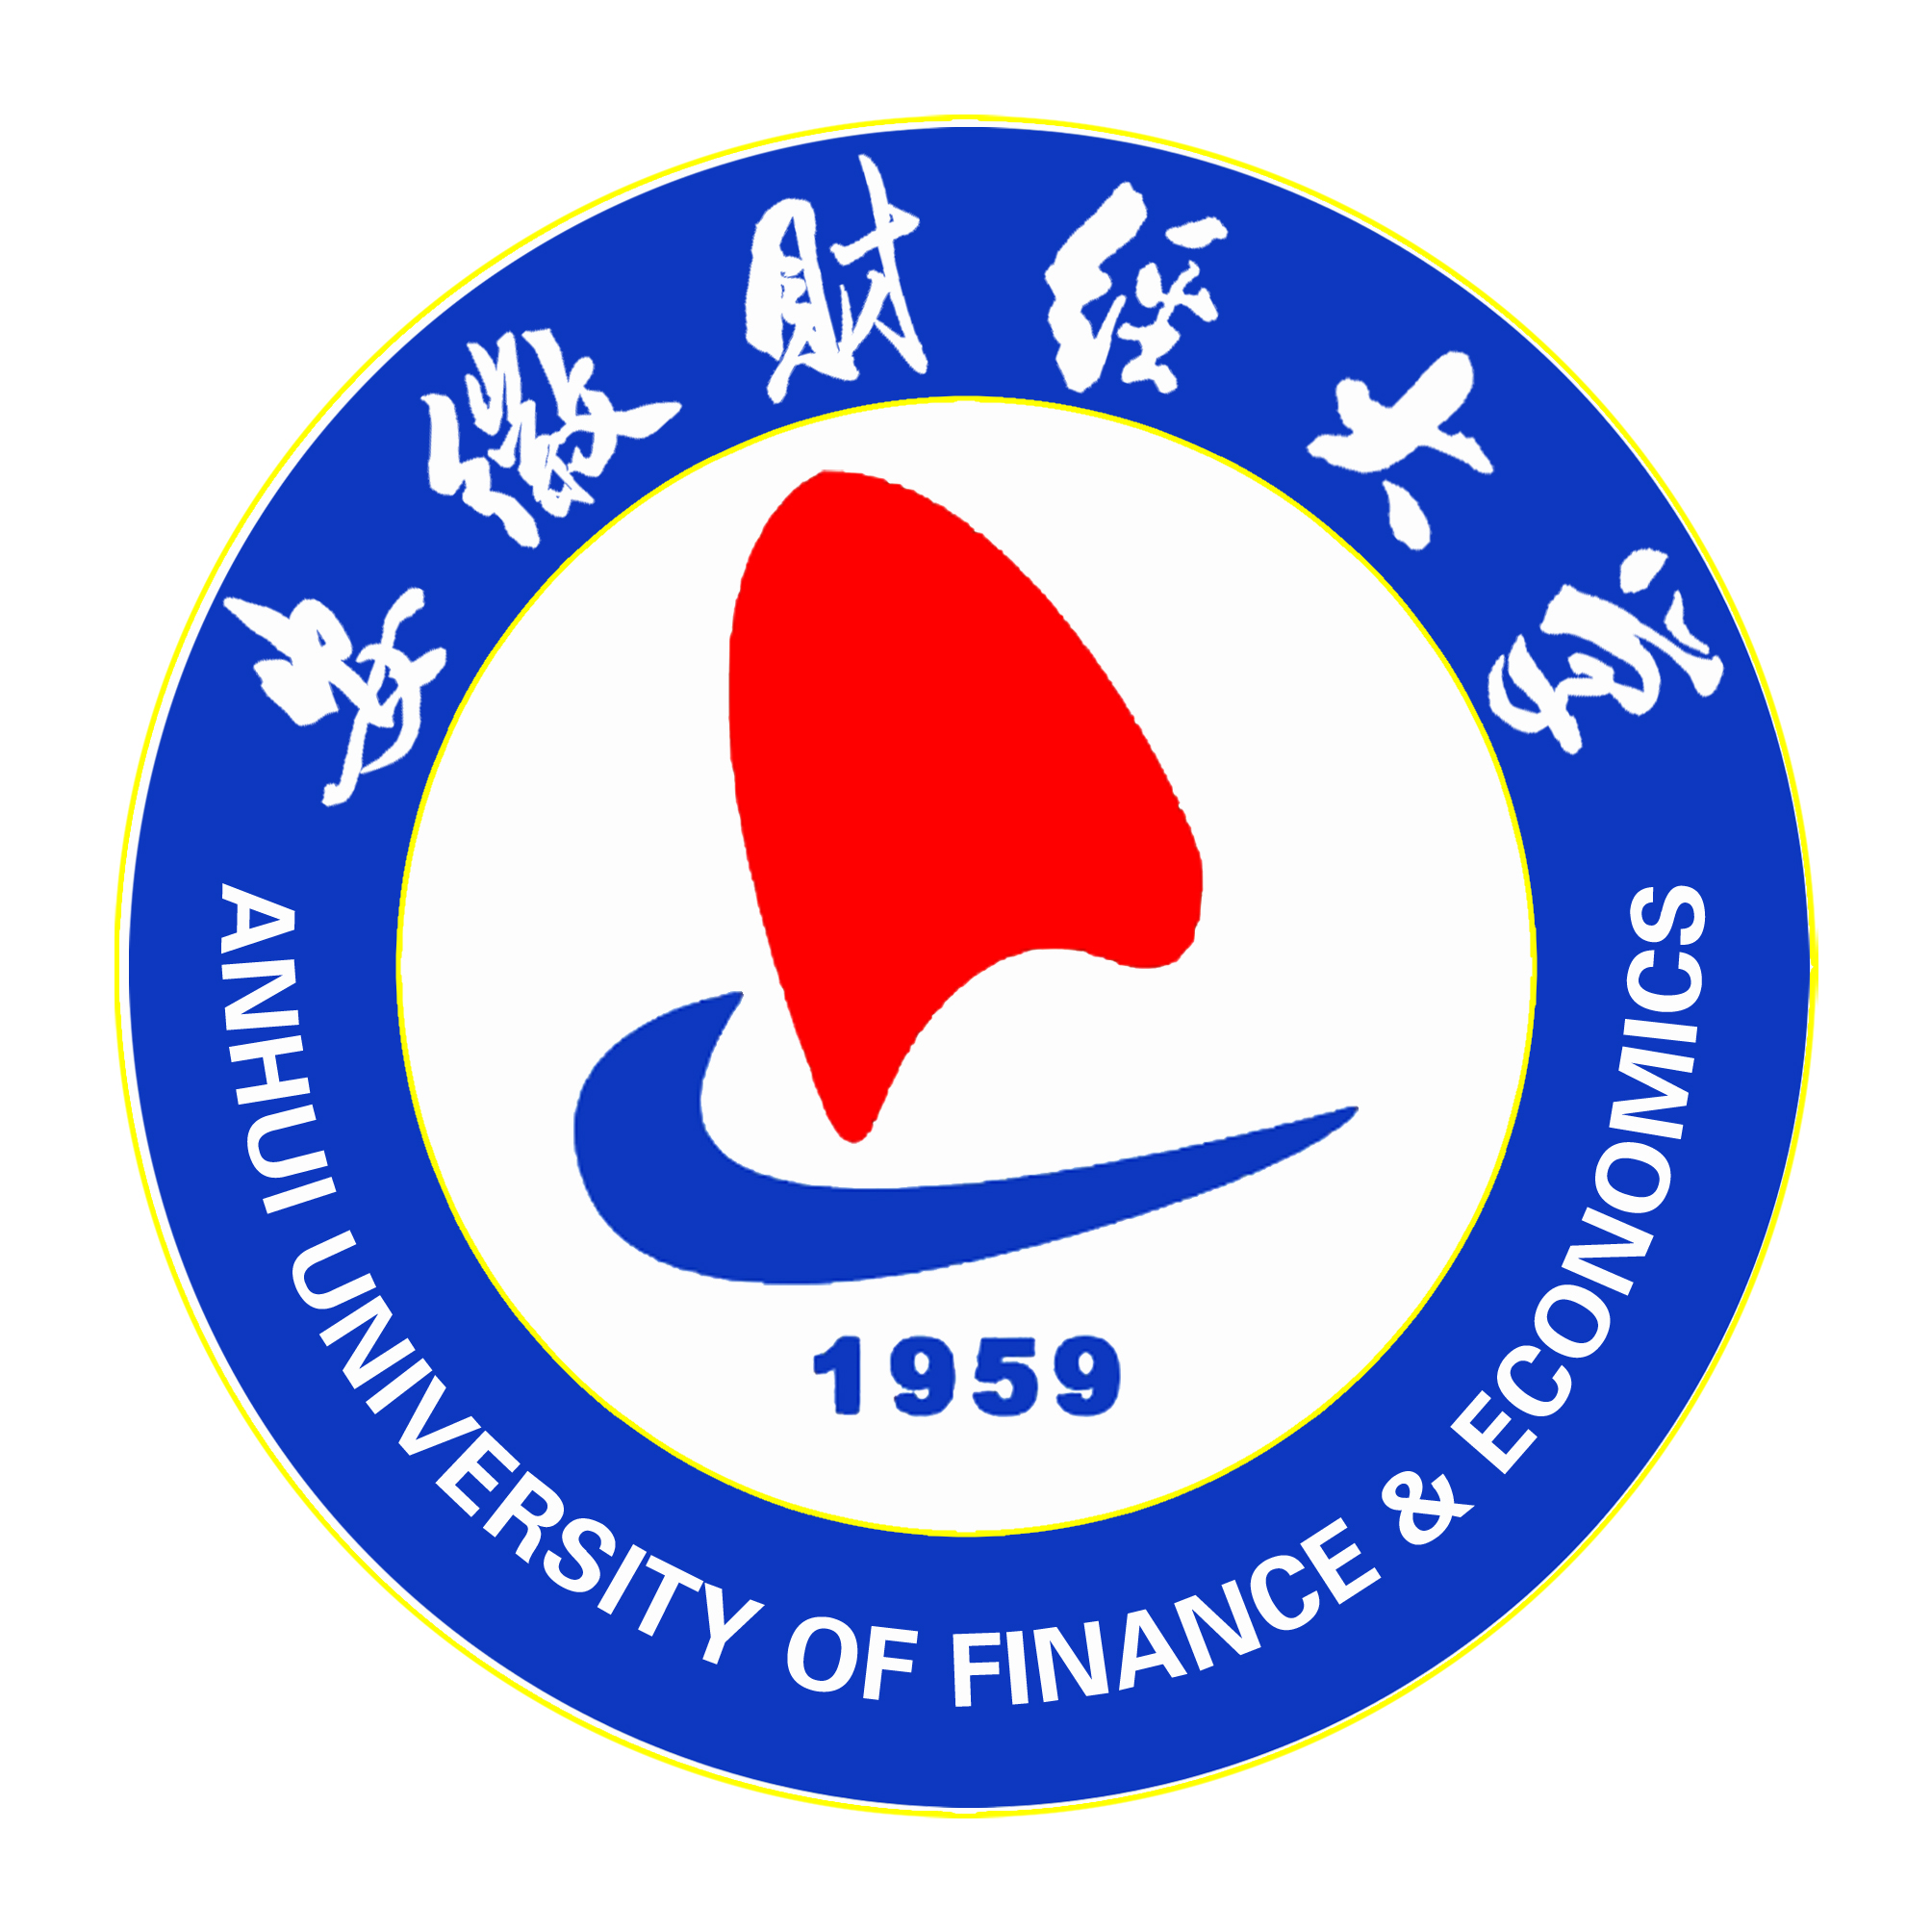 安徽财经大学
1959
ANHUI UNIVERSITY OF FINANCE & ECONOMICS